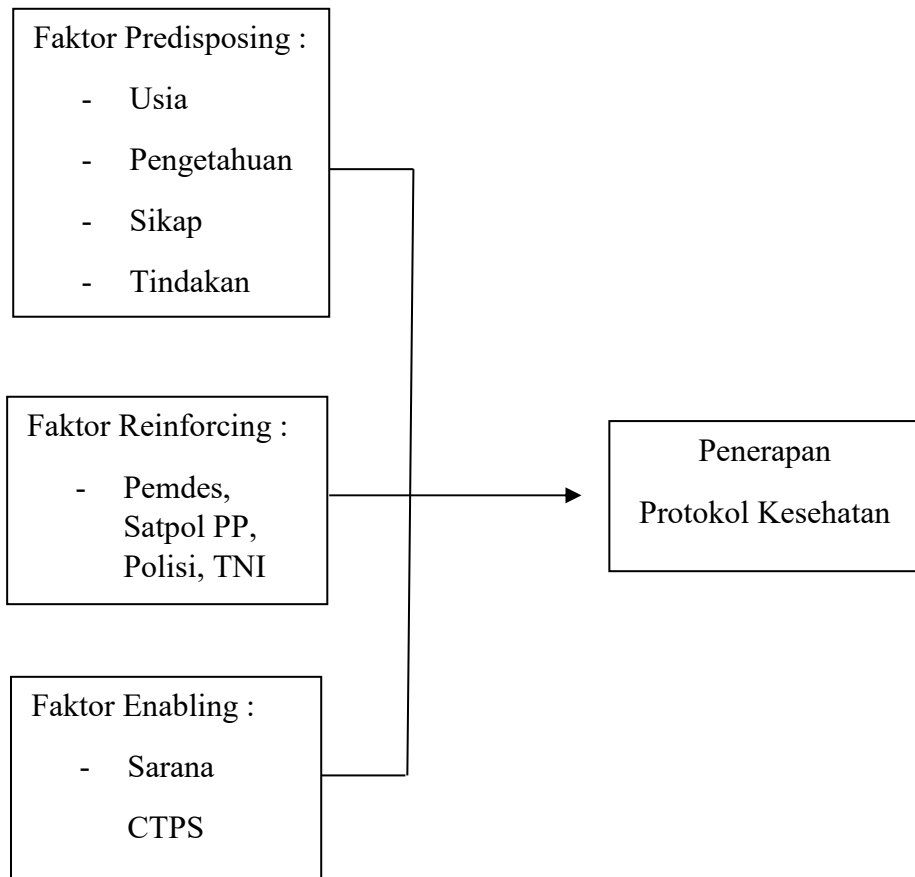 Faktor Predisposing :
- Usia
- Pengetahuan
- Sikap
- Tindakan
Faktor Reinforcing :
- Pemdes,
Satpol PP,
Polisi, TNI
Penerapan
Protokol Kesehatan
Faktor Enabling :
- Sarana
CTPS